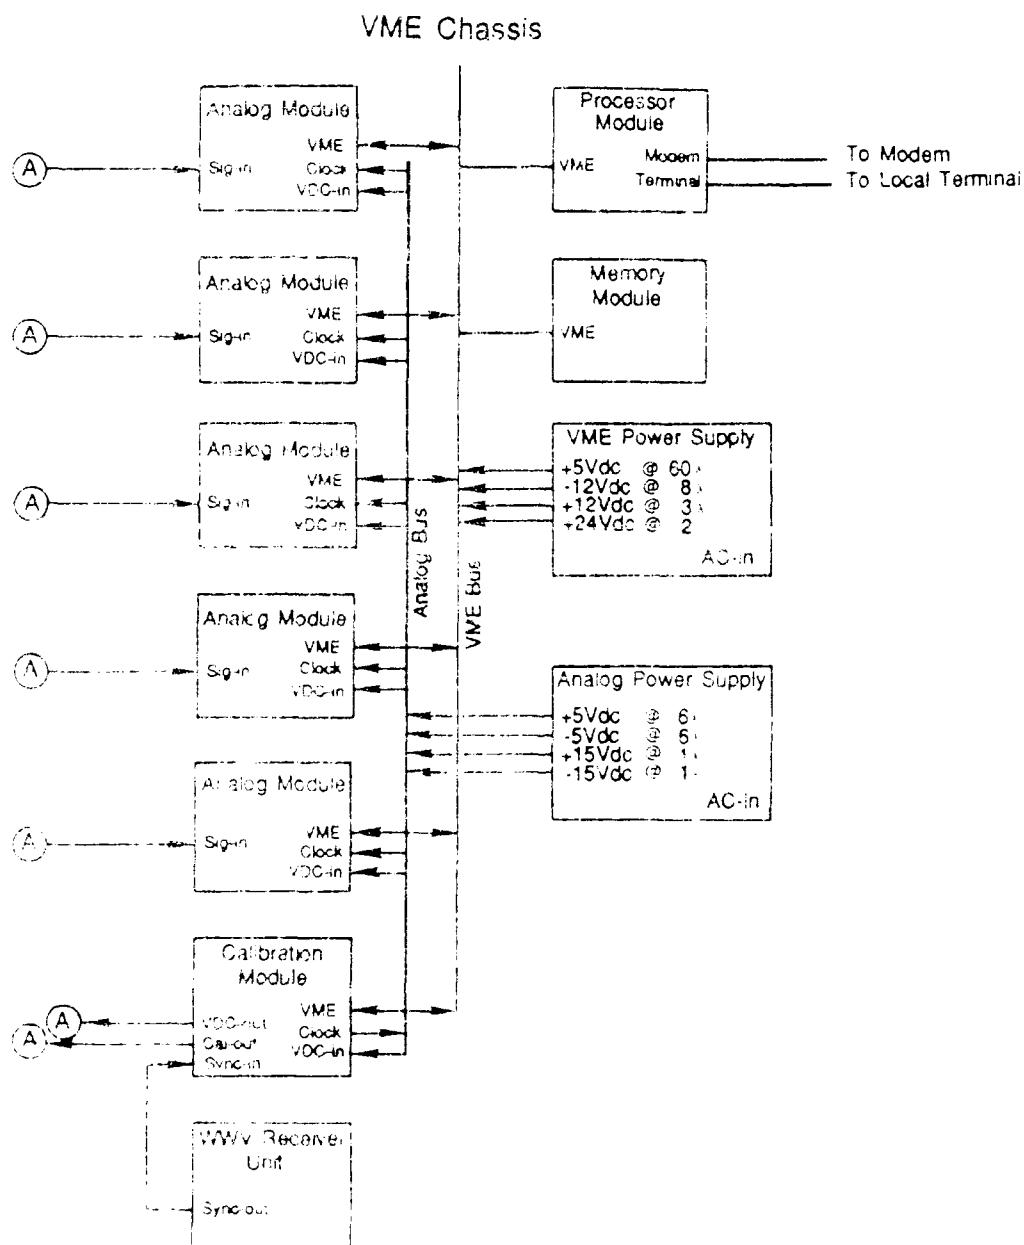 VME Chassis
Analog Module
VME
Clock
VDC-in
Sig-in
A
Processor
Module
VME
Modem
Terminal
To Modem
To Local Terminal
Analog Module
VME
Clock
VDC-in
Sig-in
A
Memory
Module
VME
Analog Module
VME
Clock
VDC-in
Sig-in
A
VME Power Supply
+5Vdc @ 60
-12Vdc @ 8
+12Vdc @ 3
+24Vdc @ 2
AC-in
Analog Bus
VME Bus
Analog Module
VME
Clock
VDC-in
Sig-in
A
Analog Power Supply
+5Vdc @ 6
-5Vdc @ 6
+15Vdc @ 1
-15Vdc @ 1
AC-in
Analog Module
VME
Clock
VDC-in
Sig-in
A
Calibration
Module
VME
Clock
VDC-in
VDC-out
Cal-out
Sync-in
A
A
WWV Receiver
Unit
Sync-out